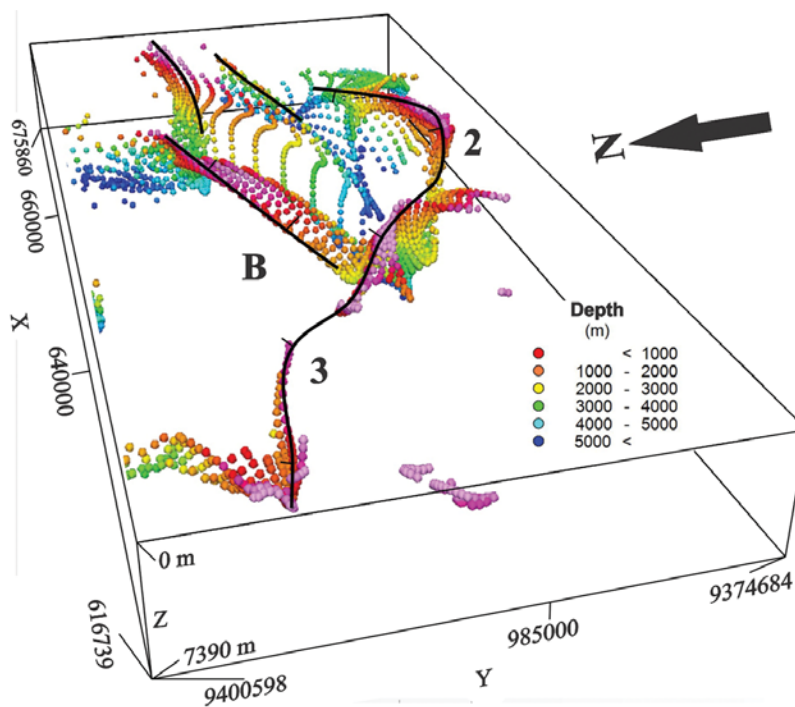 2
N
675860
660000
B
X
Depth
(m)
< 1000
1000 - 2000
2000 - 3000
3000 - 4000
4000 - 5000
5000 <
3
640000
0 m
616739
Z
7390 m
9400598
Y
985000
9374684